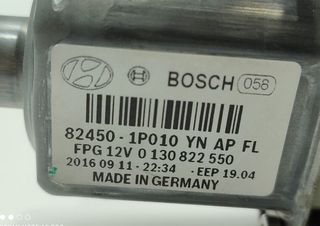 BOSCH 056
82450 - 1P010 YN AP FL
FPG 12V 0 130 822 550
2016 09 11 - 22:34 - EEP 19.04
MADE IN GERMANY